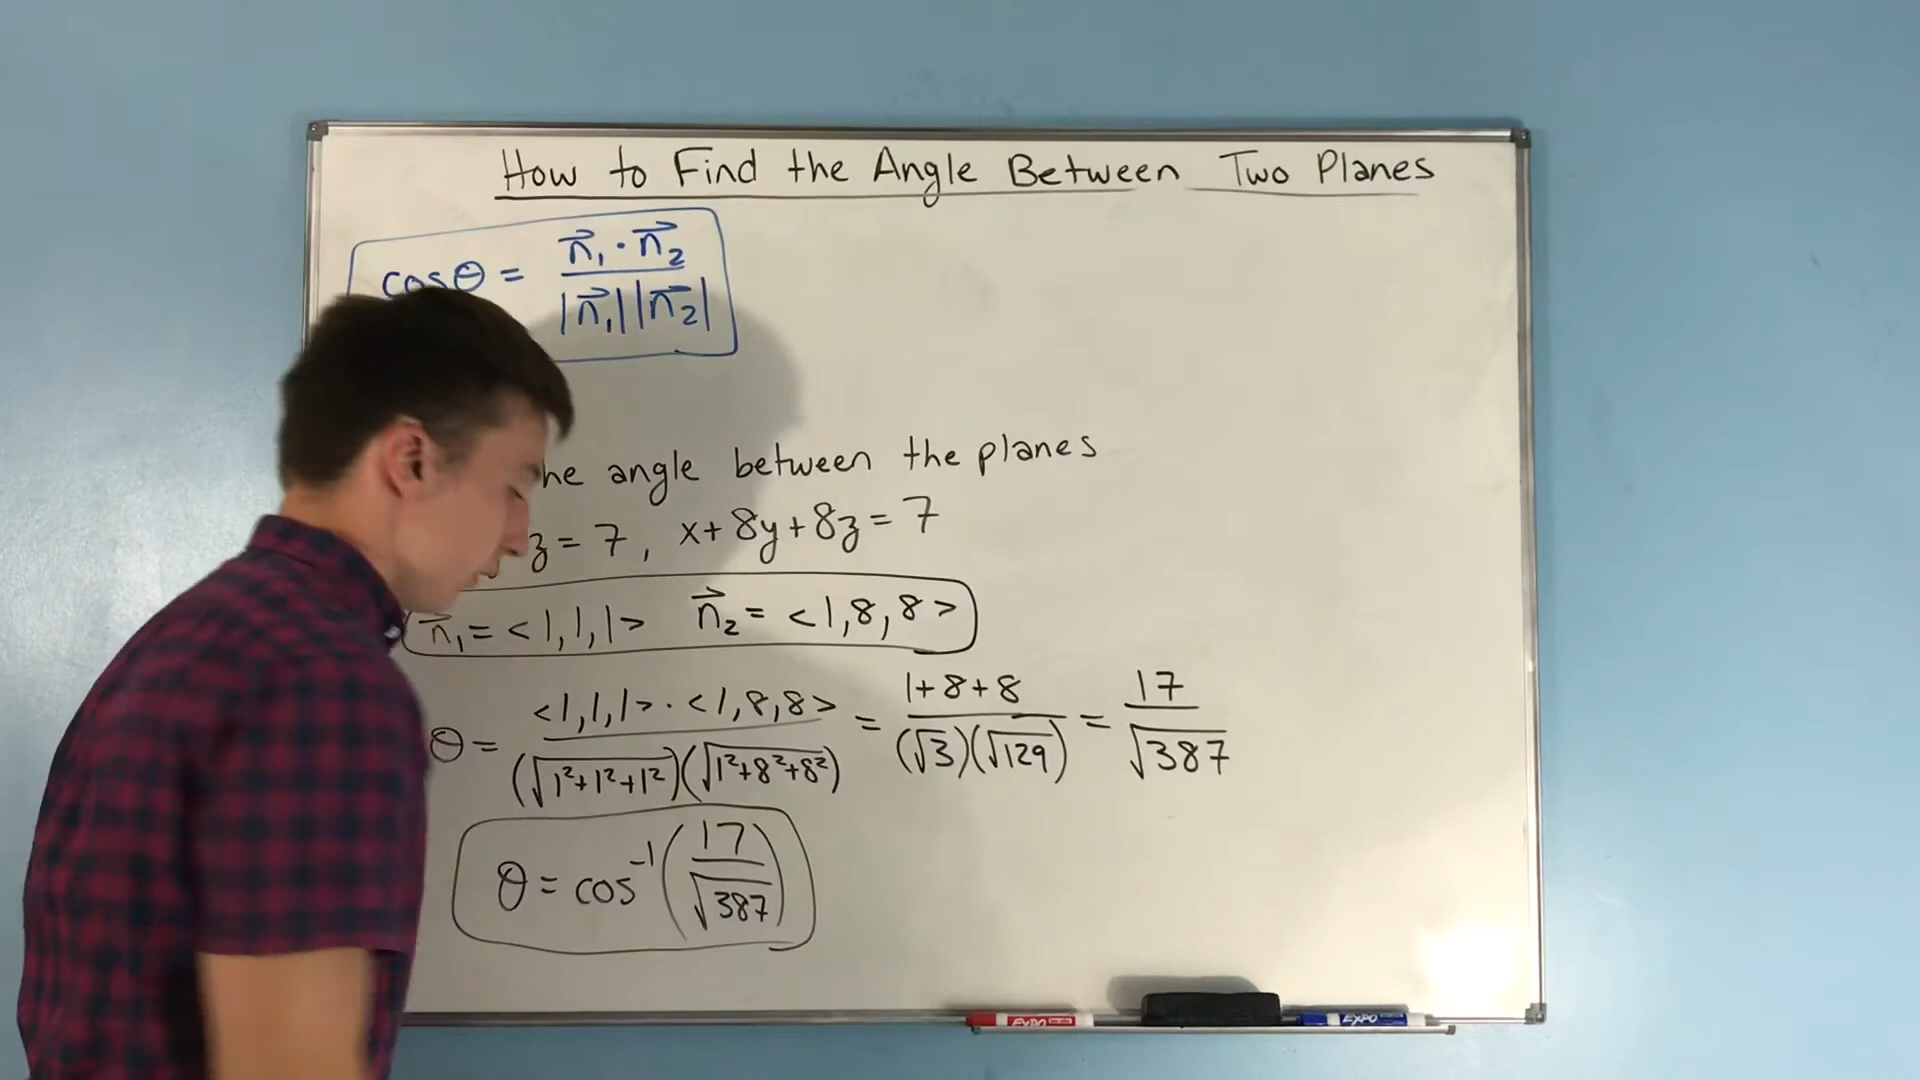 How to Find the Angle Between Two Planes
cosθ = n⃗₁ · n⃗₂ / |n⃗₁||n⃗₂|
he angle between the planes
z = 7, x + 8y + 8z = 7
n⃗₁ = <1,1,1> n⃗₂ = <1,8,8>
θ = <1,1,1> · <1,8,8> / (√1²+1²+1²)(√1²+8²+8²) = 1+8+8 / (√3)(√129) = 17 / √387
θ = cos⁻¹(17/√387)
EXPO EXPO